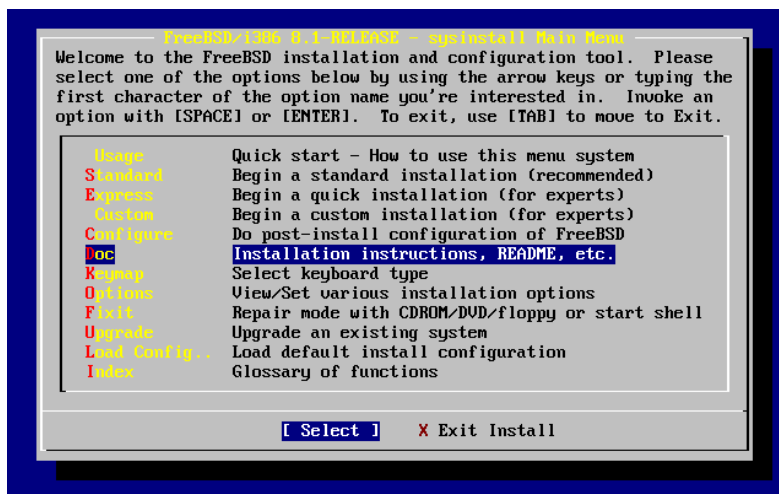 FreeBSD/i386 8.1-RELEASE - sysinstall Main Menu
Welcome to the FreeBSD installation and configuration tool.  Please
select one of the options below by using the arrow keys or typing the
first character of the option name you're interested in.  Invoke an
option with [SPACE] or [ENTER].  To exit, use [TAB] to move to Exit.
Usage Quick start - How to use this menu system
Standard Begin a standard installation (recommended)
Express Begin a quick installation (for experts)
Custom Begin a custom installation (for experts)
Configure Do post-install configuration of FreeBSD
Doc Installation instructions, README, etc.
Keymap Select keyboard type
Options View/Set various installation options
Fixit Repair mode with CDROM/DVD/floppy or start shell
Upgrade Upgrade an existing system
Load Config.. Load default install configuration
Index Glossary of functions
[ Select ] X Exit Install